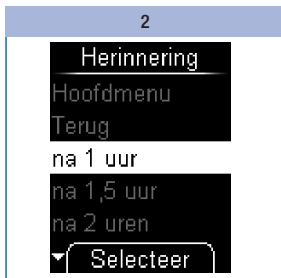 2
Herinnering
Hoofdmenu
Terug
na 1 uur
na 1,5 uur
na 2 uren
Selecteer